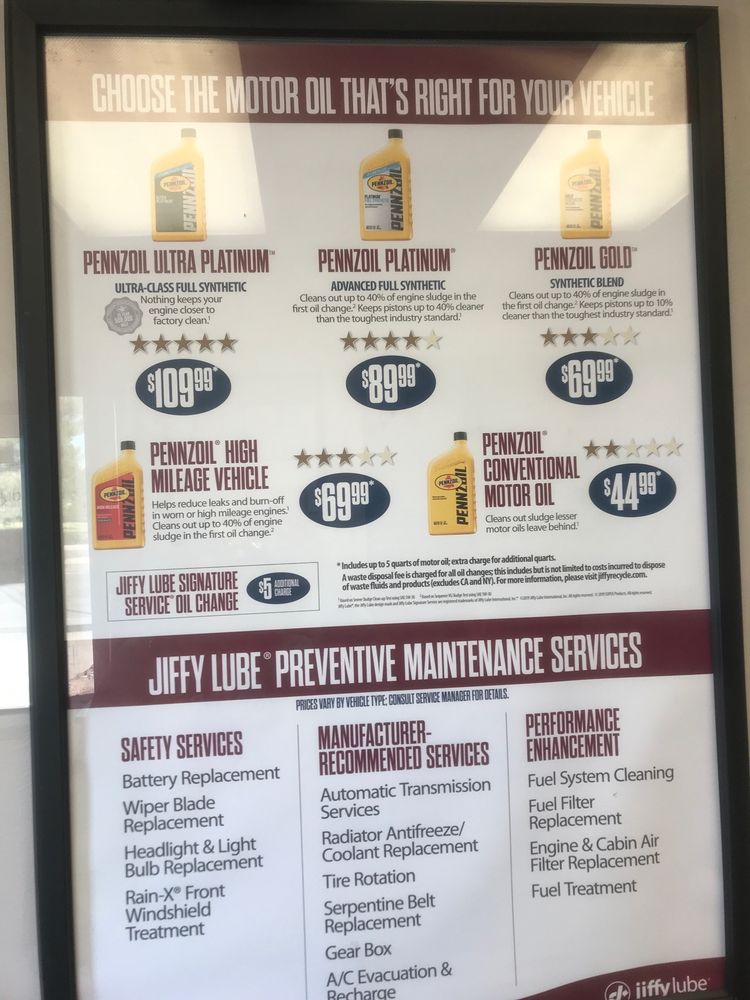 CHOOSE THE MOTOR OIL THAT'S RIGHT FOR YOUR VEHICLE
PENNZOIL ULTRA PLATINUM™
ULTRA-CLASS FULL SYNTHETIC
Nothing keeps your
engine closer to
factory clean.¹
$109⁹⁹*
PENNZOIL PLATINUM®
ADVANCED FULL SYNTHETIC
Cleans out up to 40% of engine sludge in the
first oil change.² Keeps pistons up to 40% cleaner
than the toughest industry standard.¹
$89⁹⁹*
PENNZOIL GOLD™
SYNTHETIC BLEND
Cleans out up to 40% of engine sludge in
the first oil change.² Keeps pistons up to 10%
cleaner than the toughest industry standard.¹
$69⁹⁹*
PENNZOIL® HIGH
MILEAGE VEHICLE
Helps reduce leaks and burn-off
in worn or high mileage engines.¹
Cleans out up to 40% of engine
sludge in the first oil change.²
$69⁹⁹*
PENNZOIL®
CONVENTIONAL
MOTOR OIL
Cleans out sludge lesser
motor oils leave behind.¹
$44⁹⁹*
JIFFY LUBE SIGNATURE
SERVICE® OIL CHANGE
$5 ADDITIONAL
CHARGE
* Includes up to 5 quarts of motor oil; extra charge for additional quarts.
A waste disposal fee is charged for all oil changes; this includes but is not limited to costs incurred to dispose
of waste fluids and products (excludes CA and NY). For more information, please visit jiffyrecycle.com.
JIFFY LUBE® PREVENTIVE MAINTENANCE SERVICES
PRICES VARY BY VEHICLE TYPE; CONSULT SERVICE MANAGER FOR DETAILS.
SAFETY SERVICES
Battery Replacement
Wiper Blade
Replacement
Headlight & Light
Bulb Replacement
Rain-X® Front
Windshield
Treatment
MANUFACTURER-
RECOMMENDED SERVICES
Automatic Transmission
Services
Radiator Antifreeze/
Coolant Replacement
Tire Rotation
Serpentine Belt
Replacement
Gear Box
A/C Evacuation &
Recharge
PERFORMANCE
ENHANCEMENT
Fuel System Cleaning
Fuel Filter
Replacement
Engine & Cabin Air
Filter Replacement
Fuel Treatment
jiffy lube®